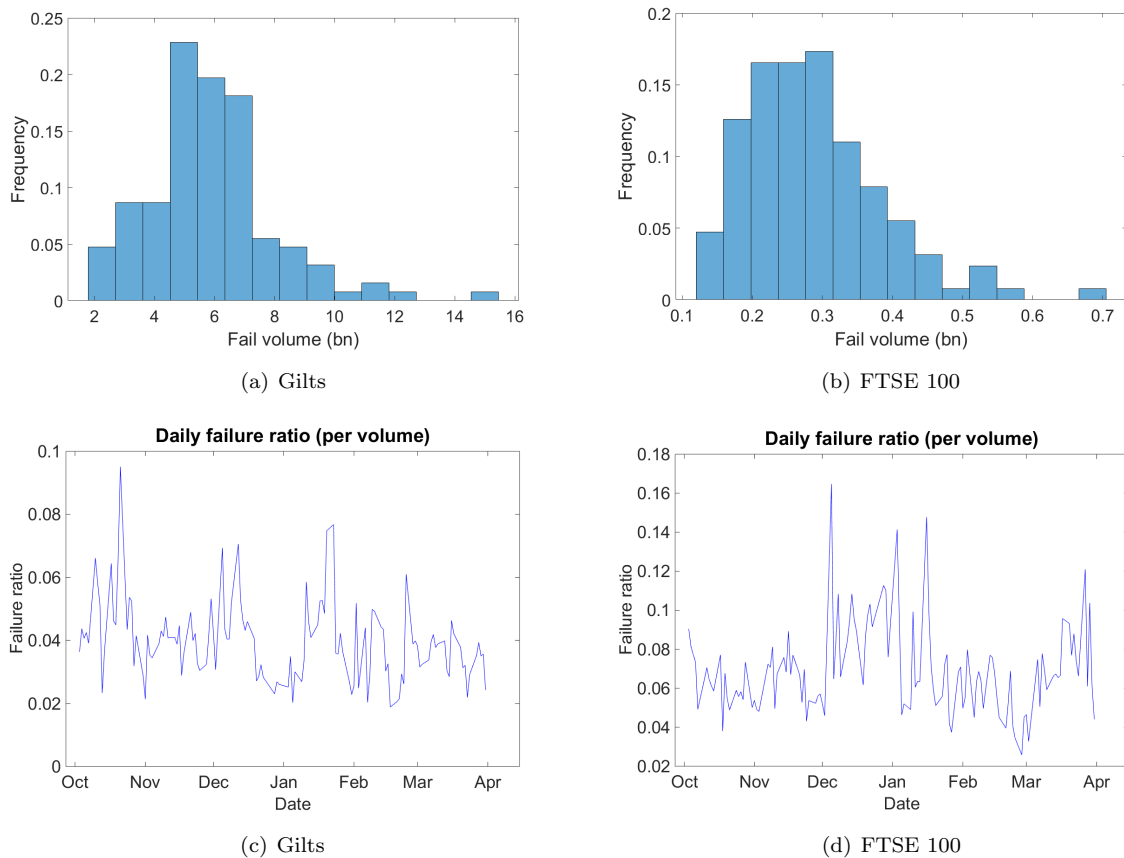 0.25
0.2
0.15
0.1
0.05
0
Frequency
2 4 6 8 10 12 14 16
Fail volume (bn)
(a) Gilts
0.2
0.15
0.1
0.05
0
Frequency
0.1 0.2 0.3 0.4 0.5 0.6 0.7
Fail volume (bn)
(b) FTSE 100
Daily failure ratio (per volume)
0.1
0.08
0.06
0.04
0.02
0
Failure ratio
Oct Nov Dec Jan Feb Mar Apr
Date
(c) Gilts
Daily failure ratio (per volume)
0.18
0.16
0.14
0.12
0.1
0.08
0.06
0.04
0.02
Failure ratio
Oct Nov Dec Jan Feb Mar Apr
Date
(d) FTSE 100